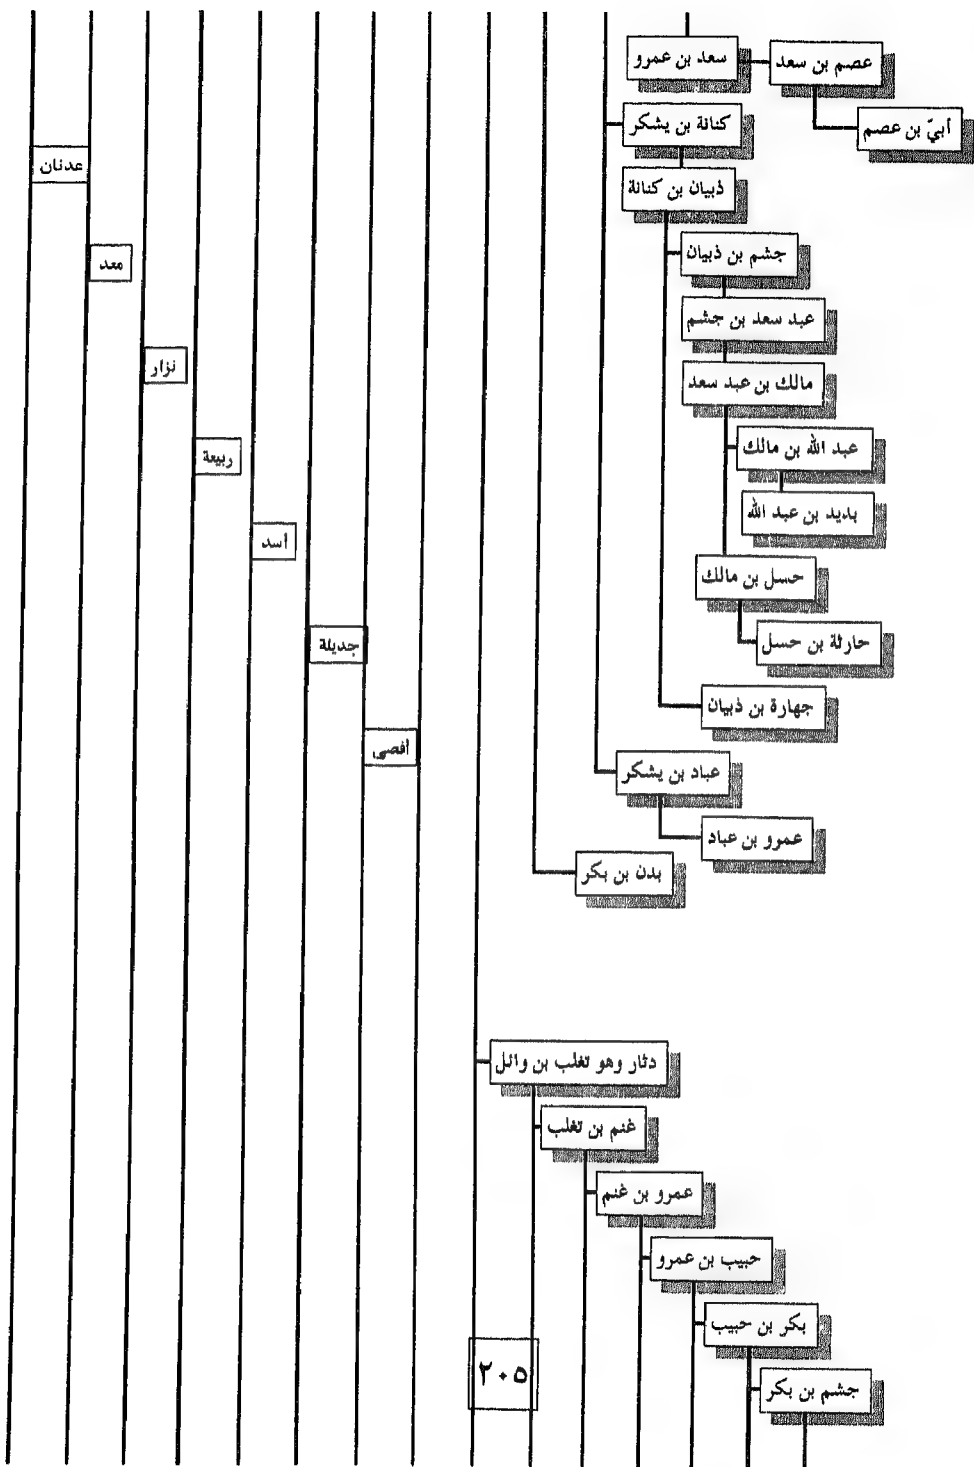 سعد بن عمرو
عصم بن سعد
أبيّ بن عصم
كنانة بن يشكر
ذبيان بن كنانة
جشم بن ذبيان
عبد سعد بن جشم
مالك بن عبد سعد
عبد الله بن مالك
بديد بن عبد الله
حسل بن مالك
حارثة بن حسل
جهارة بن ذبيان
عباد بن يشكر
عمرو بن عباد
بدن بن بكر
عدنان
معد
نزار
ربيعة
اسد
جديلة
افصى
دثار وهو تغلب بن وائل
غنم بن تغلب
عمرو بن غنم
حبيب بن عمرو
بكر بن حبيب
جشم بن بكر
٢٠٥